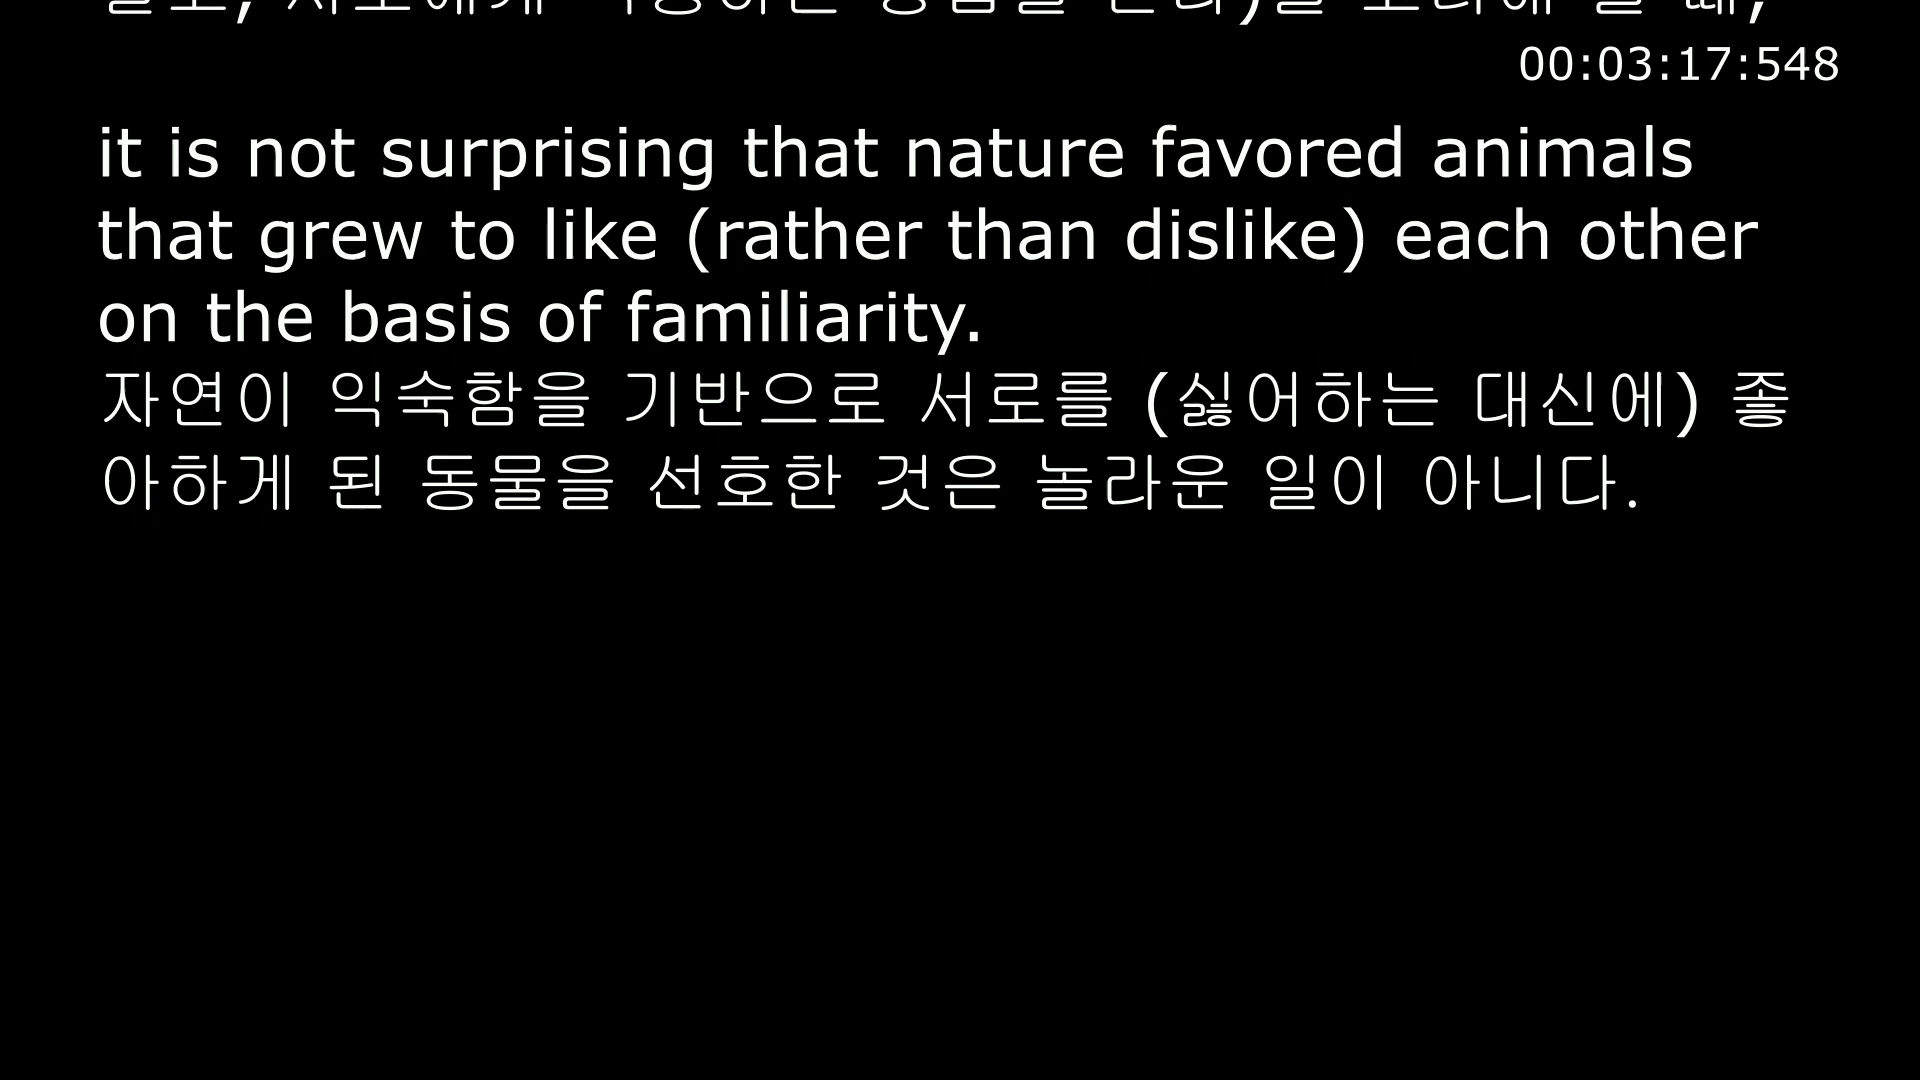 00:03:17:548
it is not surprising that nature favored animals
that grew to like (rather than dislike) each other
on the basis of familiarity.
자연이 익숙함을 기반으로 서로를 (싫어하는 대신에) 좋
아하게 된 동물을 선호한 것은 놀라운 일이 아니다.